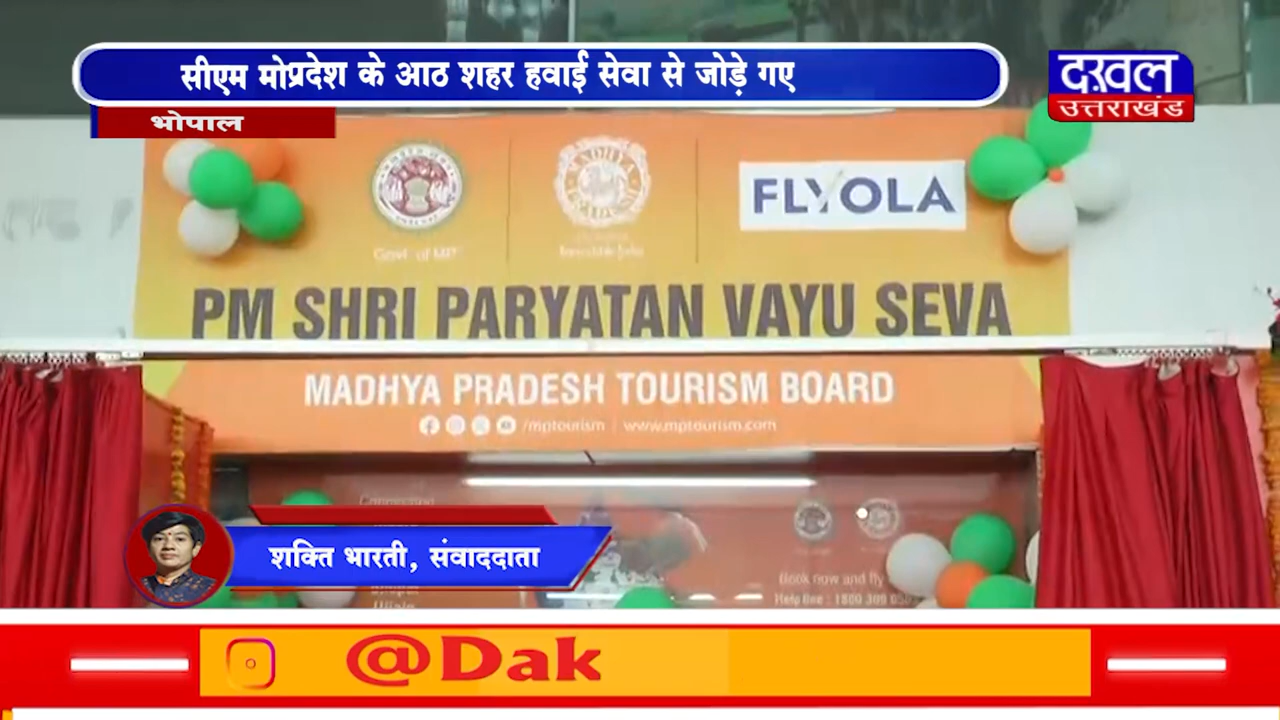 सीएम मोप्रदेश के आठ शहर हवाई सेवा से जोड़े गए
दख़ल
उत्तराखंड
भोपाल
FLYOLA
Govt. of MP
PM SHRI PARYATAN VAYU SEVA
MADHYA PRADESH TOURISM BOARD
/mptourism | www.mptourism.com
Book now and fly
शक्ति भारती, संवाददाता
@Dak